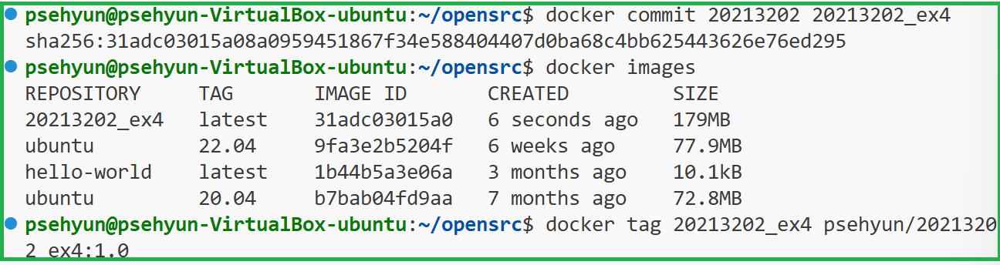 psehyun@psehyun-VirtualBox-ubuntu:~/opensrc$ docker commit 20213202 20213202_ex4
sha256:31adc03015a08a0959451867f34e588404407d0ba68c4bb625443626e76ed295
psehyun@psehyun-VirtualBox-ubuntu:~/opensrc$ docker images
REPOSITORY     TAG       IMAGE ID       CREATED         SIZE
20213202_ex4   latest    31adc03015a0   6 seconds ago   179MB
ubuntu         22.04     9fa3e2b5204f   6 weeks ago     77.9MB
hello-world    latest    1b44b5a3e06a   3 months ago    10.1kB
ubuntu         20.04     b7bab04fd9aa   7 months ago    72.8MB
psehyun@psehyun-VirtualBox-ubuntu:~/opensrc$ docker tag 20213202_ex4 psehyun/2021320
2_ex4:1.0